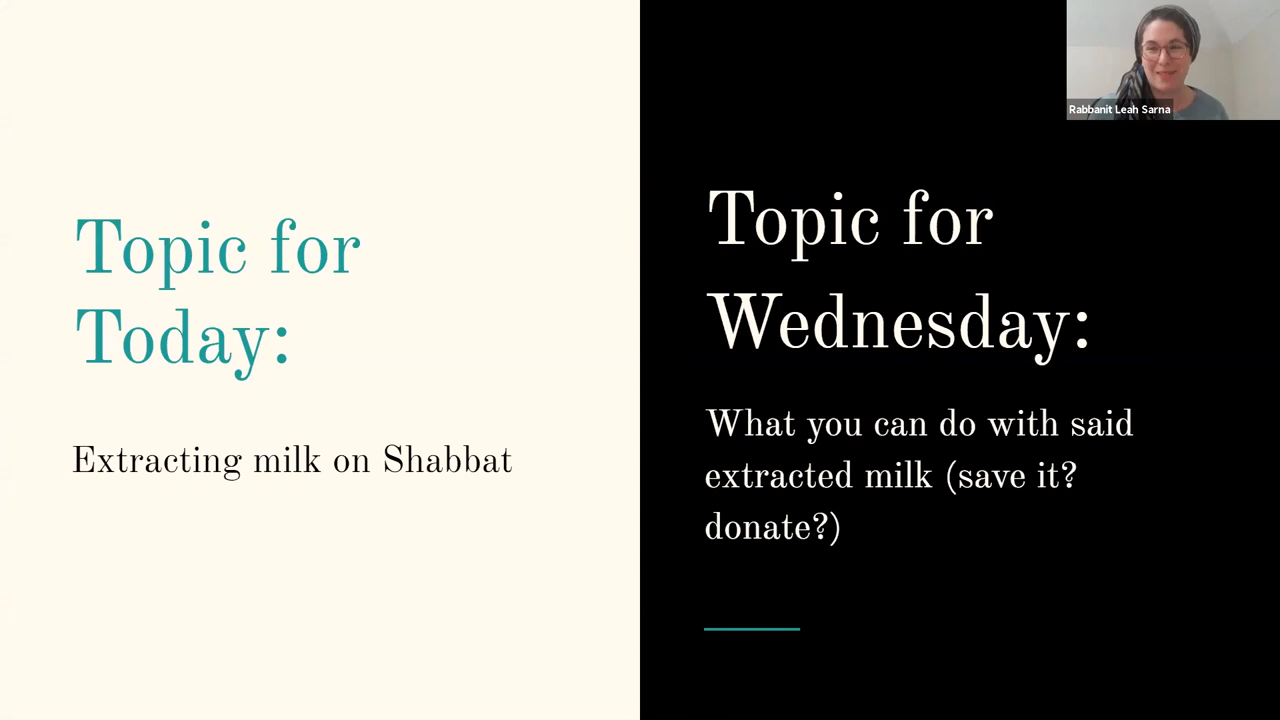 Topic for
Today:
Extracting milk on Shabbat
Rabbanit Leah Sarna
Topic for
Wednesday:
What you can do with said
extracted milk (save it?
donate?)